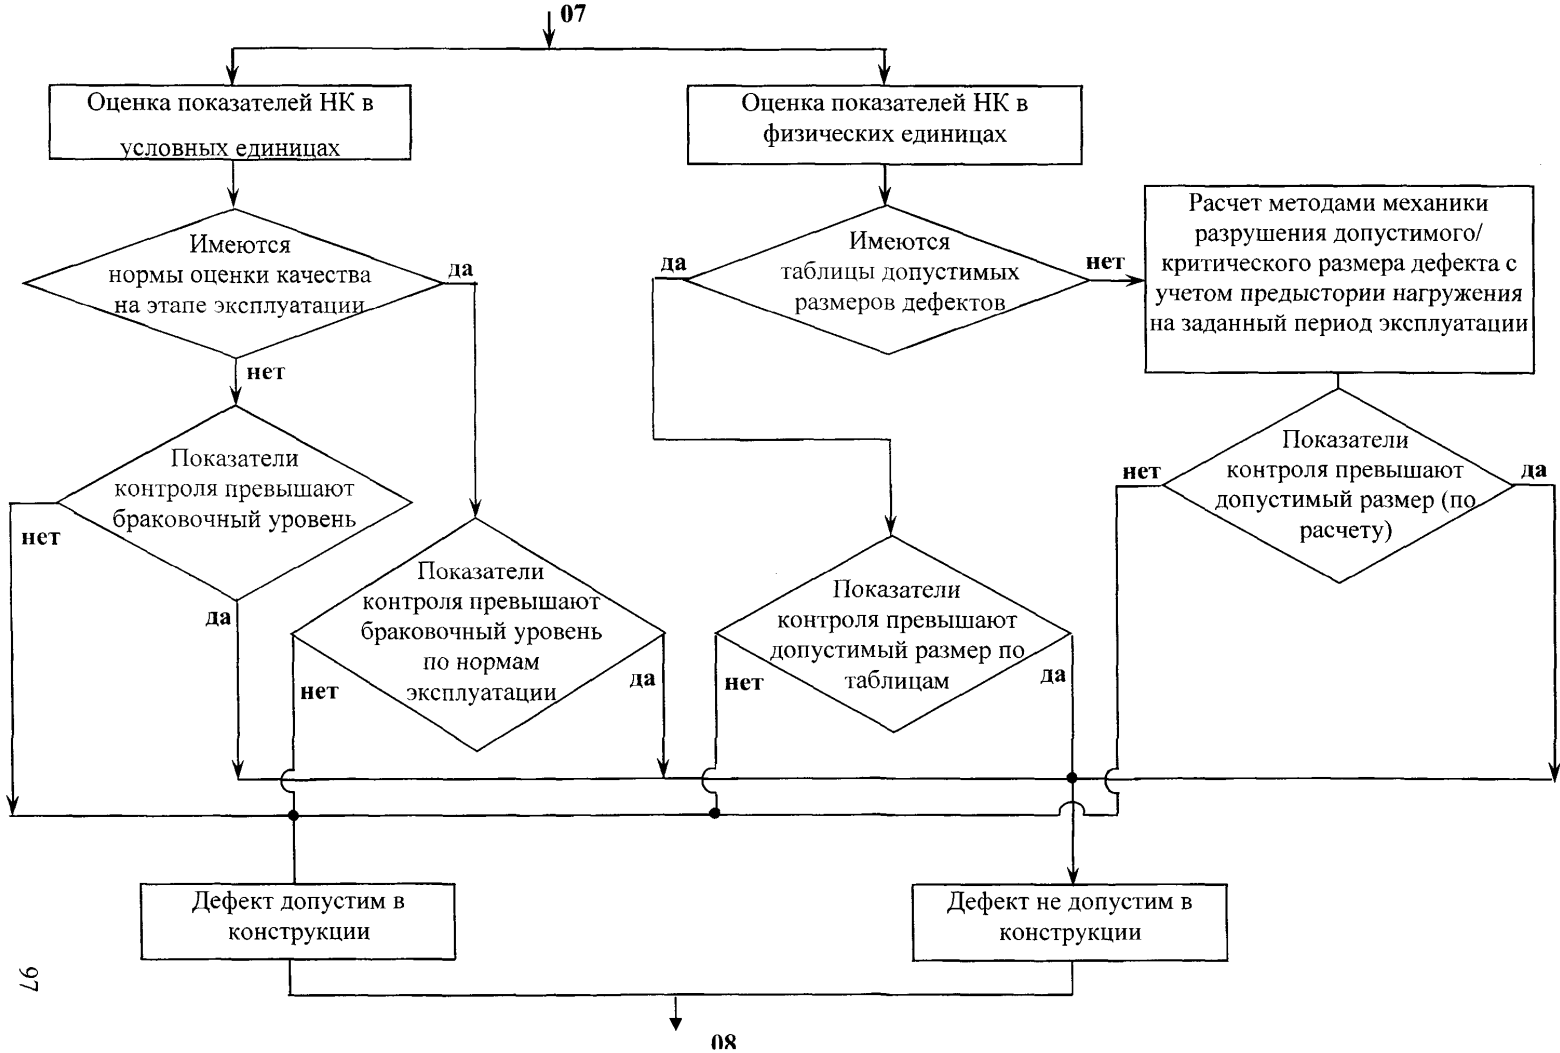 07
Оценка показателей НК в
условных единицах
Оценка показателей НК в
физических единицах
Имеются
нормы оценки качества
на этапе эксплуатации
да
нет
Имеются
таблицы допустимых
размеров дефектов
да
нет
Расчет методами механики
разрушения допустимого/
критического размера дефекта с
учетом предыстории нагружения
на заданный период эксплуатации
Показатели
контроля превышают
браковочный уровень
нет
да
Показатели
контроля превышают
браковочный уровень
по нормам
эксплуатации
нет
да
Показатели
контроля превышают
допустимый размер по
таблицам
нет
да
Показатели
контроля превышают
допустимый размер (по
расчету)
нет
да
Дефект допустим в
конструкции
Дефект не допустим в
конструкции
97
08